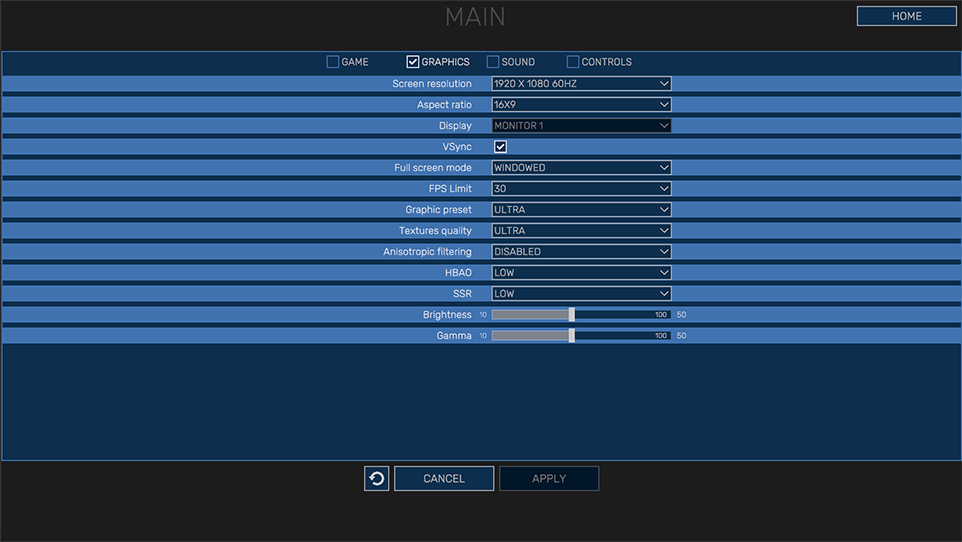 MAIN
HOME
GAME GRAPHICS SOUND CONTROLS
Screen resolution 1920 X 1080 60HZ
Aspect ratio 16X9
Display MONITOR 1
VSync
Full screen mode WINDOWED
FPS Limit 30
Graphic preset ULTRA
Textures quality ULTRA
Anisotropic filtering DISABLED
HBAO LOW
SSR LOW
Brightness 10 100 50
Gamma 10 100 50
CANCEL APPLY